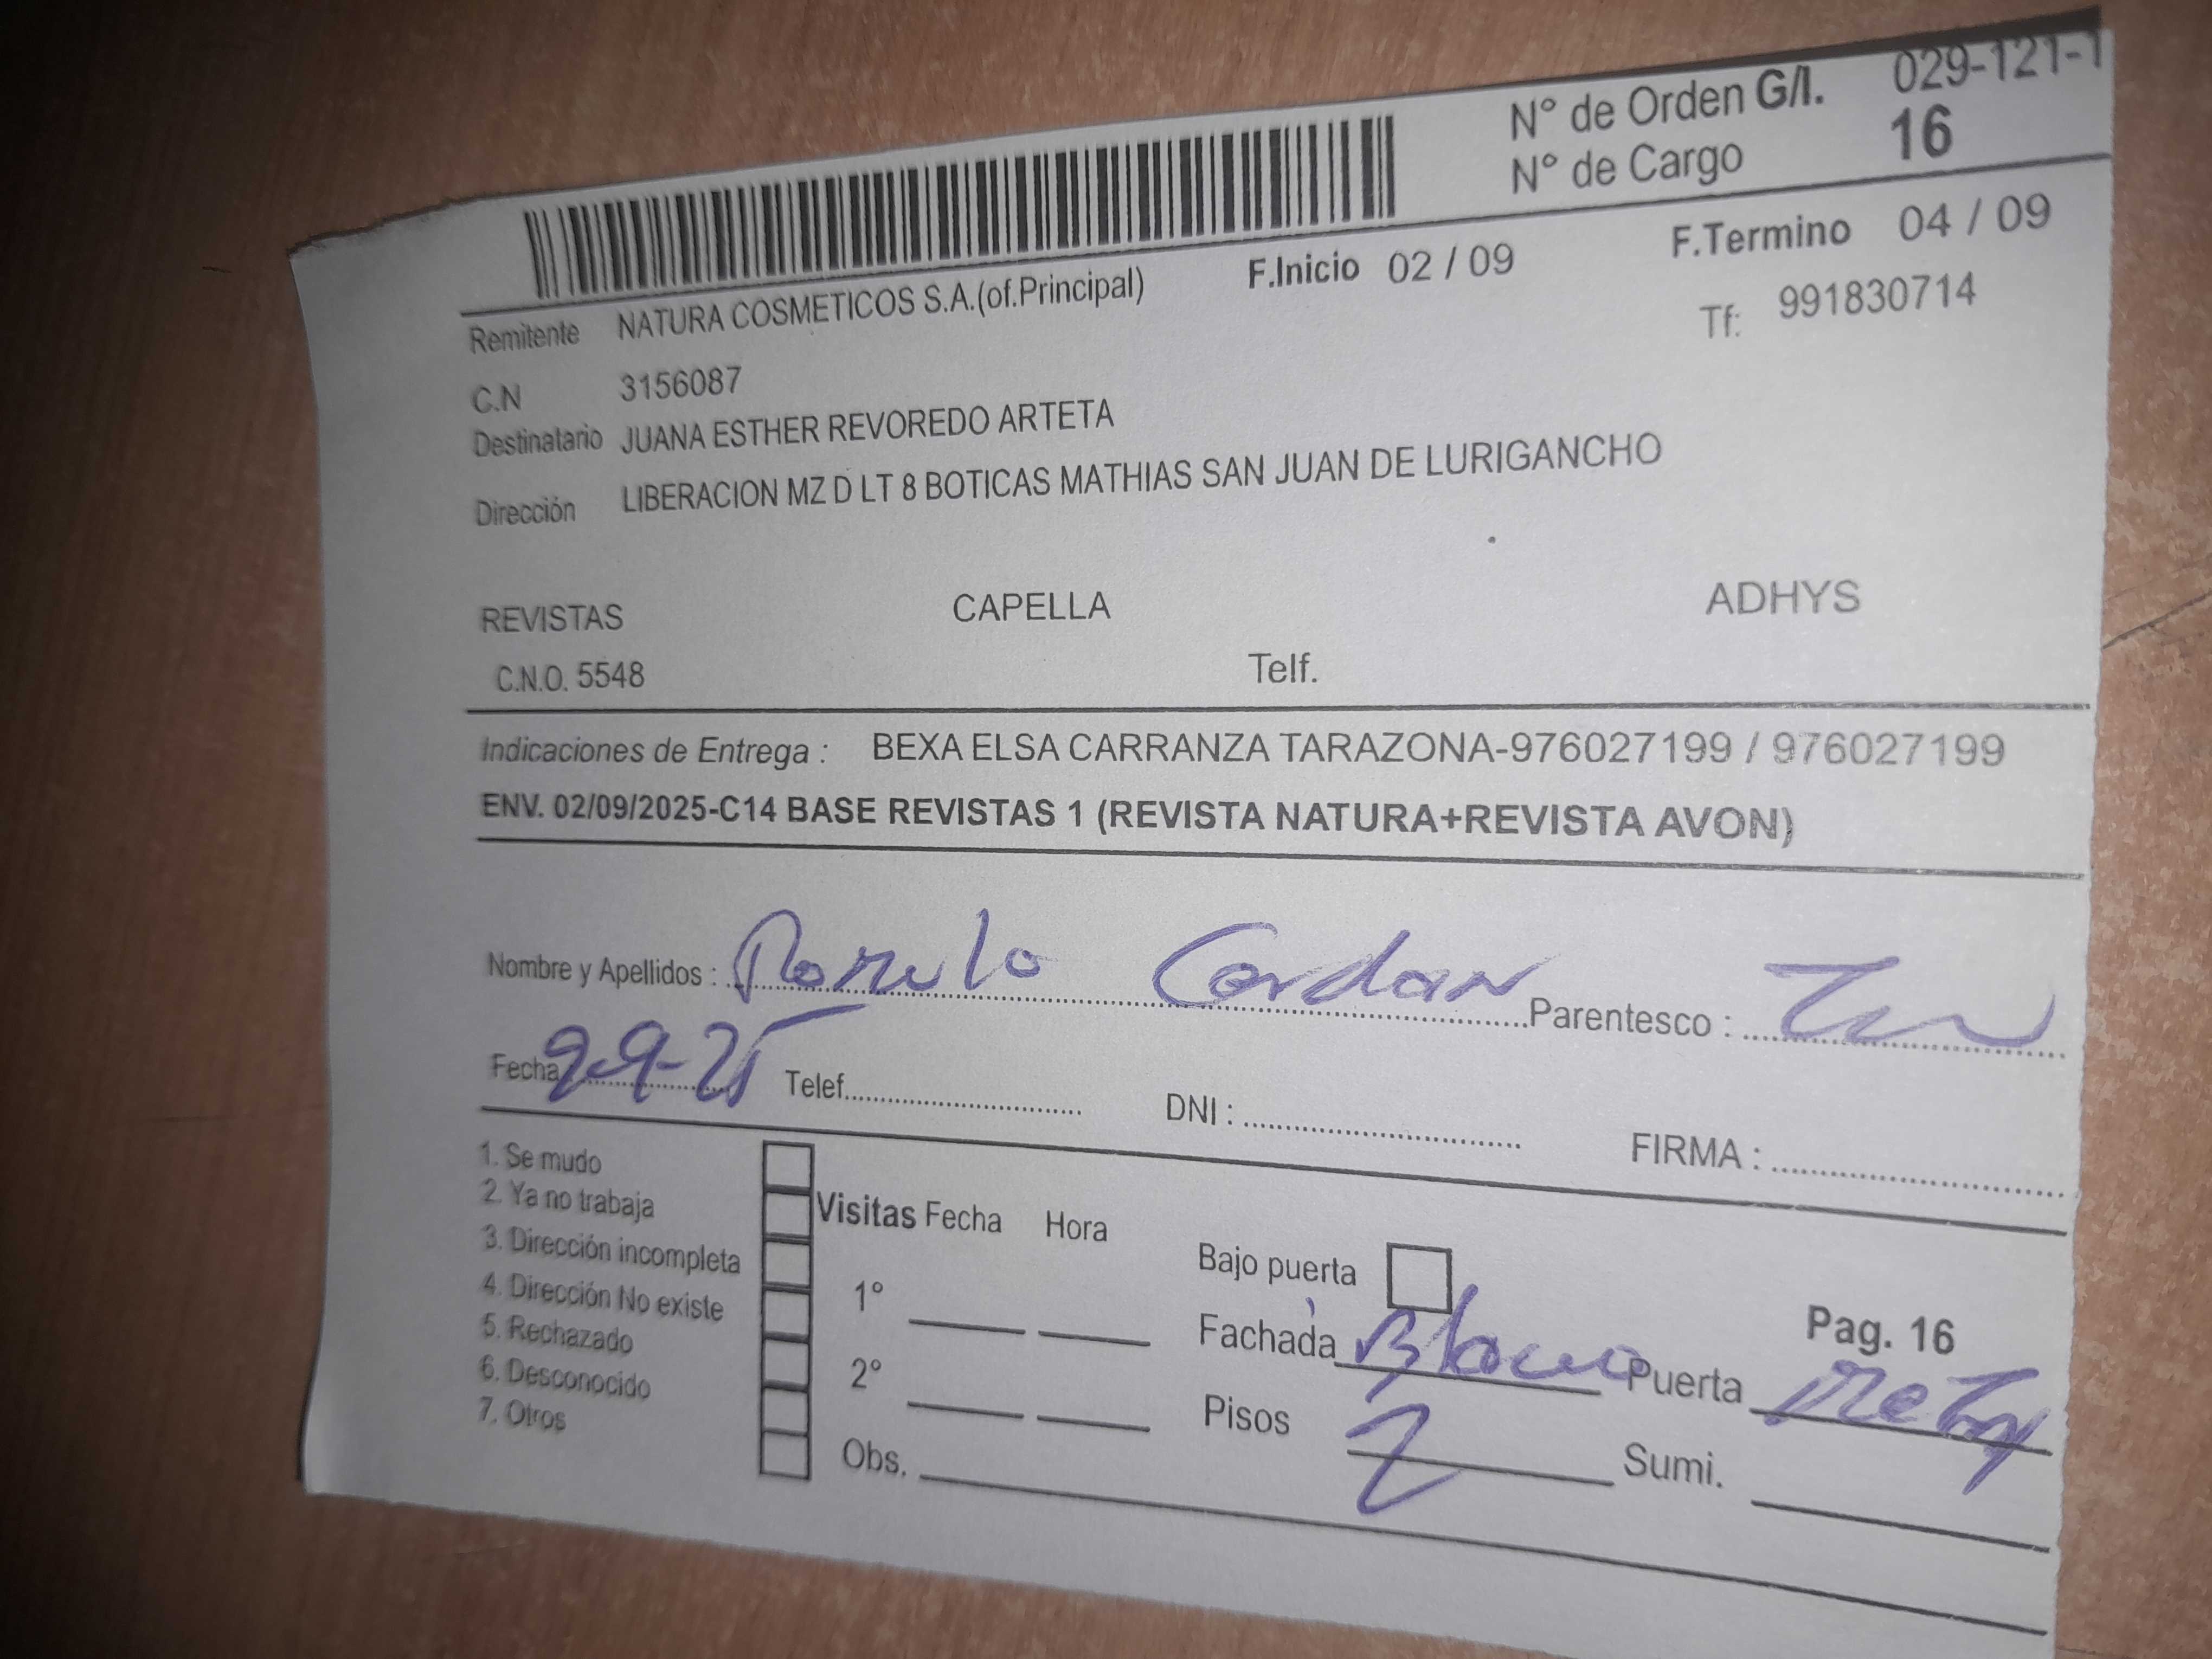 N° de Orden G/I. 029-121-1
N° de Cargo 16
F.Inicio 02 / 09 F.Termino 04 / 09
Remitente NATURA COSMETICOS S.A.(of.Principal) Tf: 991830714
C.N 3156087
Destinatario JUANA ESTHER REVOREDO ARTETA
Dirección LIBERACION MZ D LT 8 BOTICAS MATHIAS SAN JUAN DE LURIGANCHO
REVISTAS CAPELLA ADHYS
C.N.O. 5548 Telf.
Indicaciones de Entrega : BEXA ELSA CARRANZA TARAZONA-976027199 / 976027199
ENV. 02/09/2025-C14 BASE REVISTAS 1 (REVISTA NATURA+REVISTA AVON)
Nombre y Apellidos : Romulo Cordan Parentesco :
Fecha 2-9-25 Telef. DNI : FIRMA :
1. Se mudo
2. Ya no trabaja
3. Dirección incompleta
4. Dirección No existe
5. Rechazado
6. Desconocido
7. Otros
Visitas Fecha Hora
1°
2°
Obs.
Bajo puerta
Pag. 16
Fachada Blanco Puerta Metal
Pisos 2 Sumi.